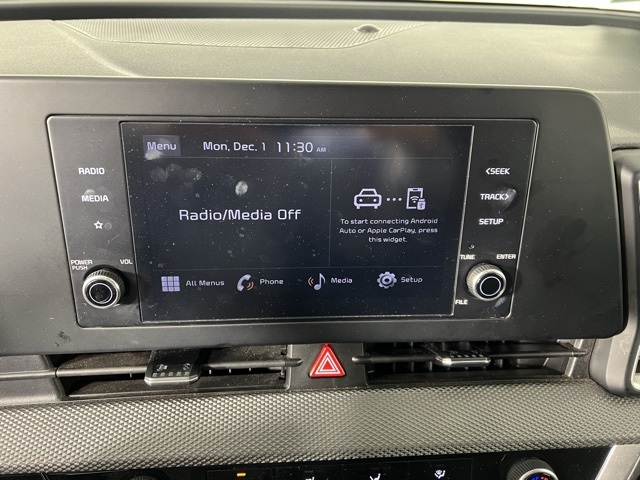 Menu Mon, Dec. 1 11:30 AM
RADIO
MEDIA
☆
POWER PUSH VOL
Radio/Media Off
To start connecting Android
Auto or Apple CarPlay, press
this widget.
All Menus Phone Media Setup
<SEEK
TRACK>
SETUP
TUNE ENTER
FILE